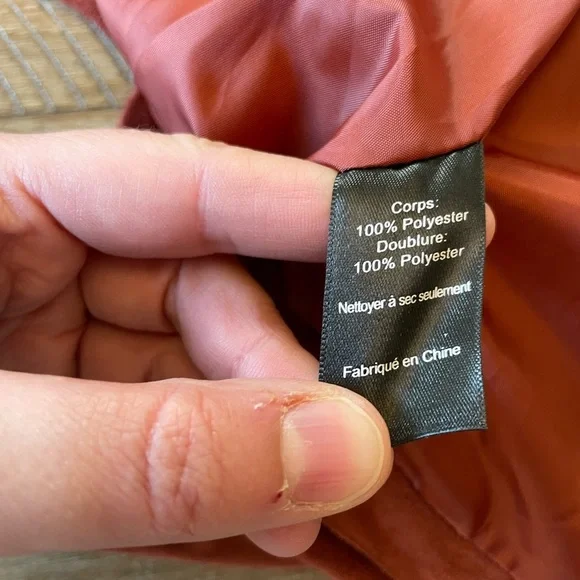 Corps:
100% Polyester
Doublure:
100% Polyester
Nettoyer à sec seulement
Fabriqué en Chine